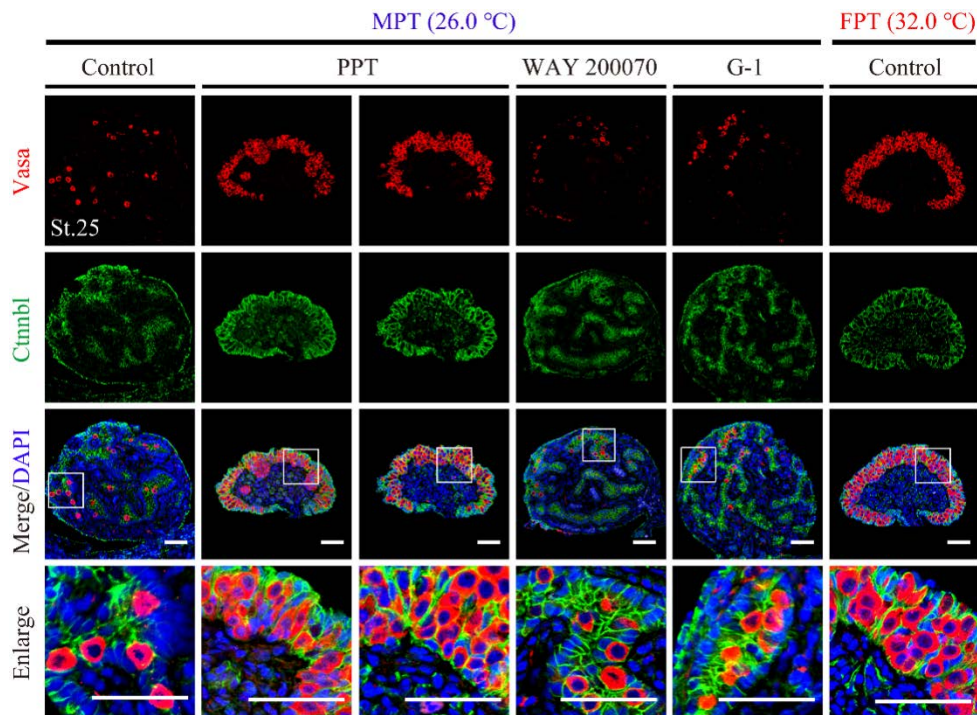 MPT (26.0 °C) FPT (32.0 °C)
Control PPT WAY 200070 G-1 Control
Vasa
St.25
Ctnnbl
Merge/DAPI
Enlarge